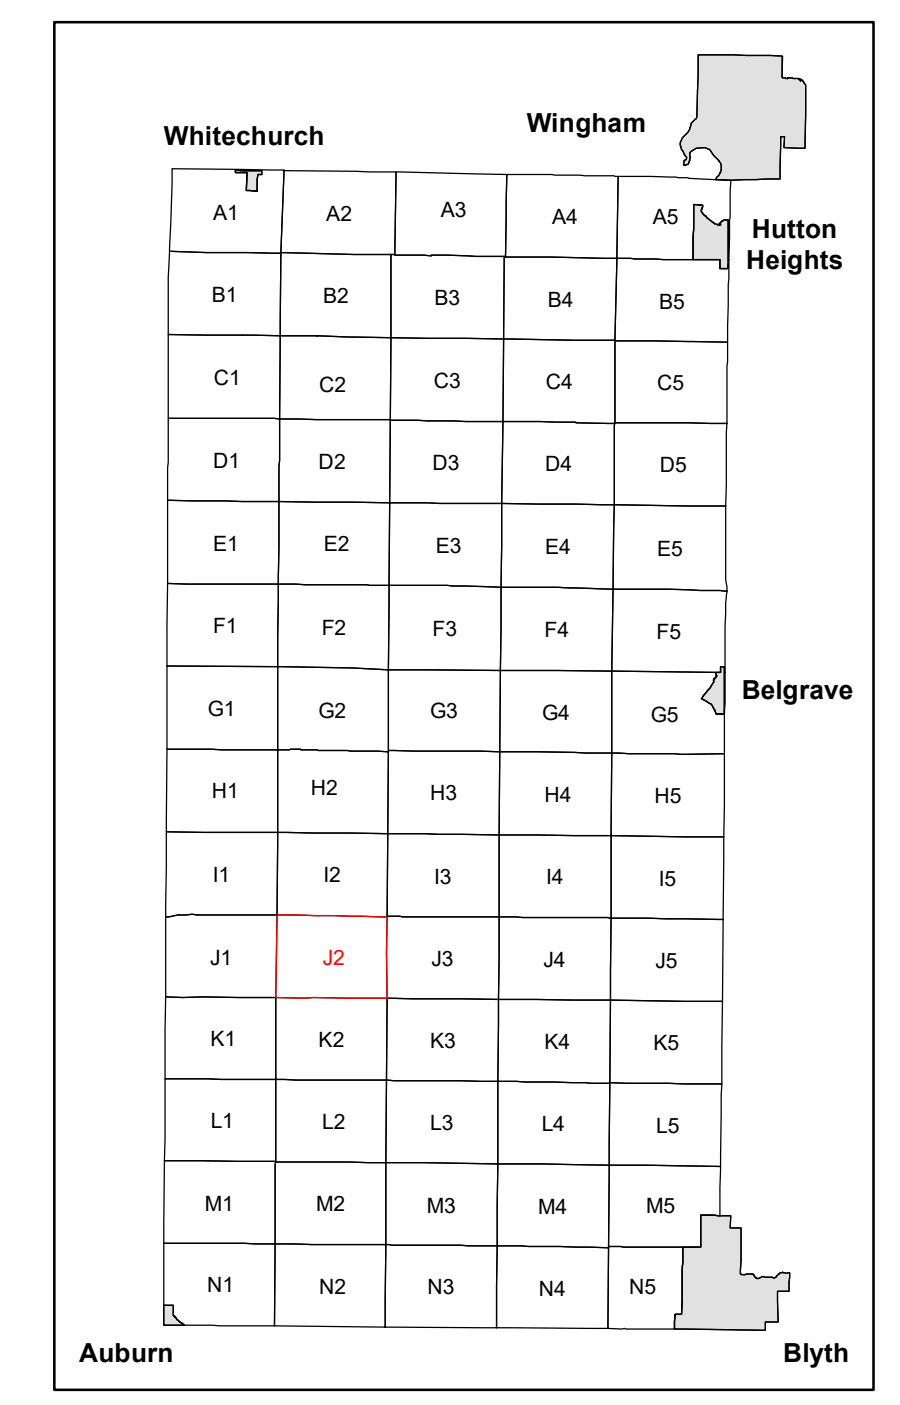 Wingham
Whitechurch
A1 A2 A3 A4 A5
Hutton
Heights
B1 B2 B3 B4 B5
C1 C2 C3 C4 C5
D1 D2 D3 D4 D5
E1 E2 E3 E4 E5
F1 F2 F3 F4 F5
Belgrave
G1 G2 G3 G4 G5
H1 H2 H3 H4 H5
I1 I2 I3 I4 I5
J1 J2 J3 J4 J5
K1 K2 K3 K4 K5
L1 L2 L3 L4 L5
M1 M2 M3 M4 M5
N1 N2 N3 N4 N5
Auburn
Blyth